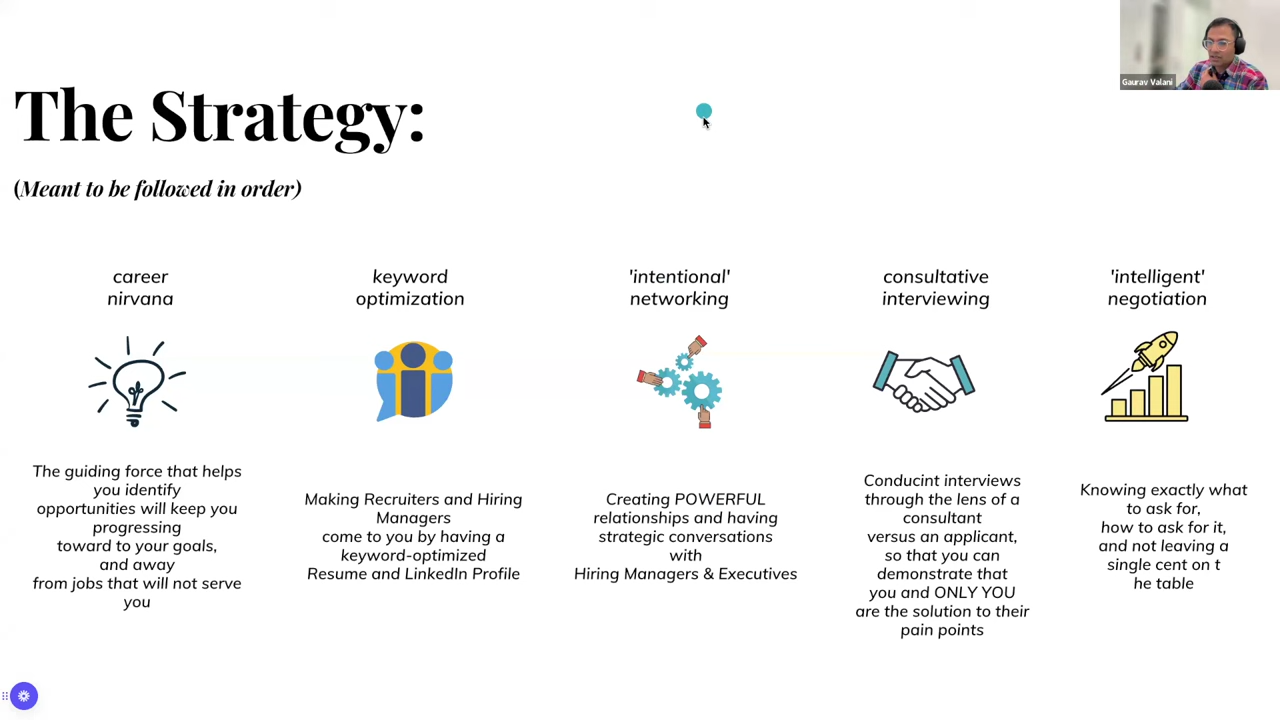 Gaurav Valani
The Strategy:
(Meant to be followed in order)
career
nirvana
The guiding force that helps
you identify
opportunities will keep you
progressing
toward to your goals,
and away
from jobs that will not serve
you
keyword
optimization
Making Recruiters and Hiring
Managers
come to you by having a
keyword-optimized
Resume and LinkedIn Profile
'intentional'
networking
Creating POWERFUL
relationships and having
strategic conversations
with
Hiring Managers & Executives
consultative
interviewing
Conducint interviews
through the lens of a
consultant
versus an applicant,
so that you can
demonstrate that
you and ONLY YOU
are the solution to their
pain points
'intelligent'
negotiation
Knowing exactly what
to ask for,
how to ask for it,
and not leaving a
single cent on t
he table